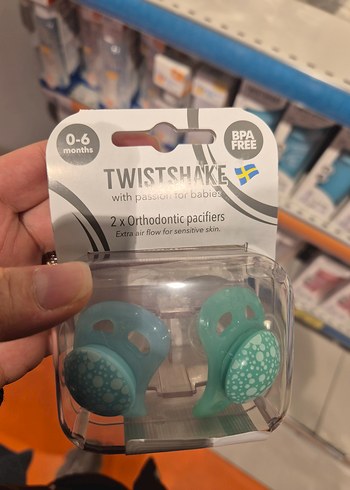 0-6
months
BPA
FREE
TWISTSHAKE
with passion for babies
2 x Orthodontic pacifiers
Extra air flow for sensitive skin.